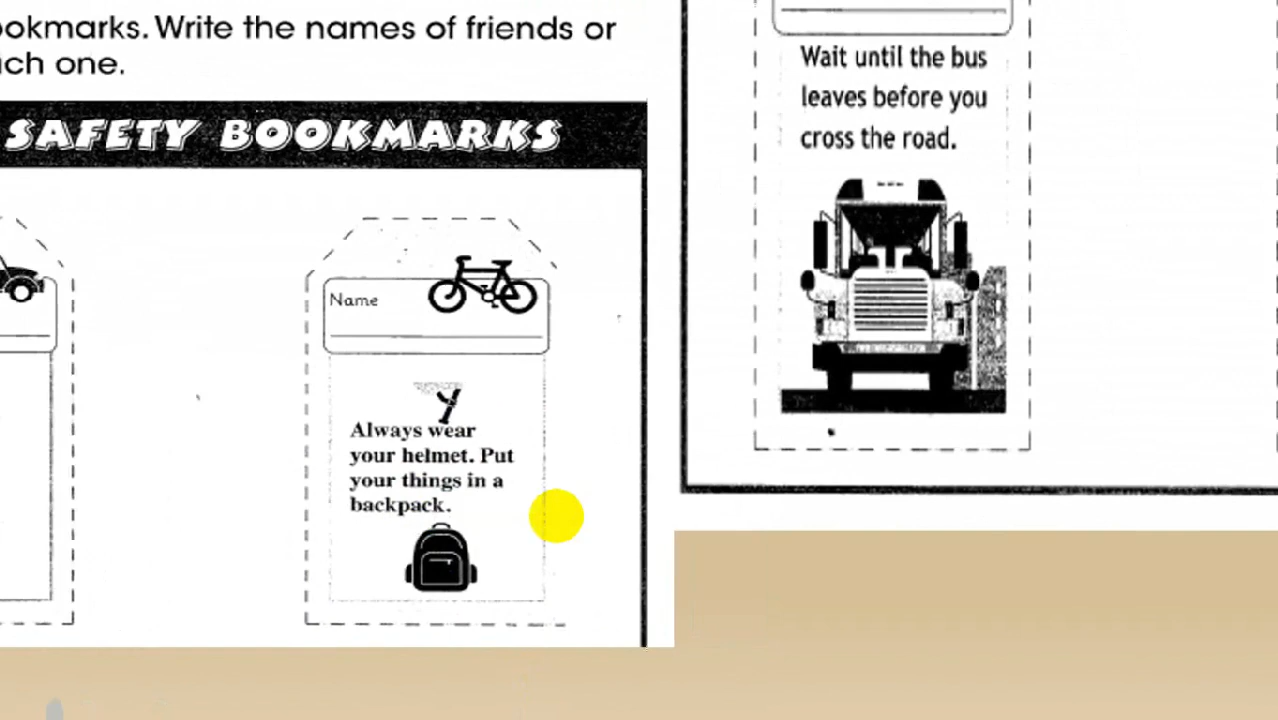 okmarks. Write the names of friends or
ch one.
SAFETY BOOKMARKS
Name
Always wear
your helmet. Put
your things in a
backpack.
Wait until the bus
leaves before you
cross the road.